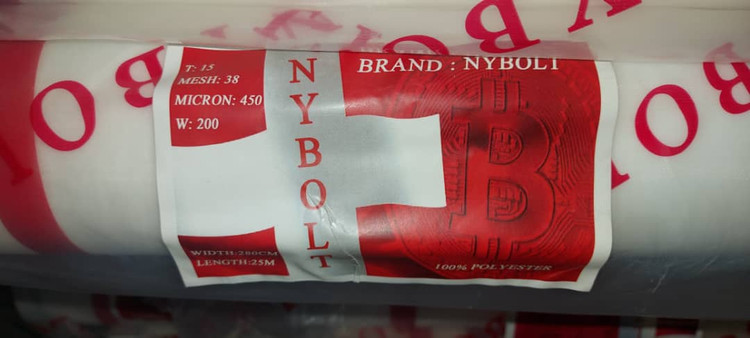 T: 15
MESH: 38
MICRON: 450
W: 200
NYBOLT
BRAND : NYBOLT
WIDTH:200CM
LENGTH:25M
100% POLYESTER